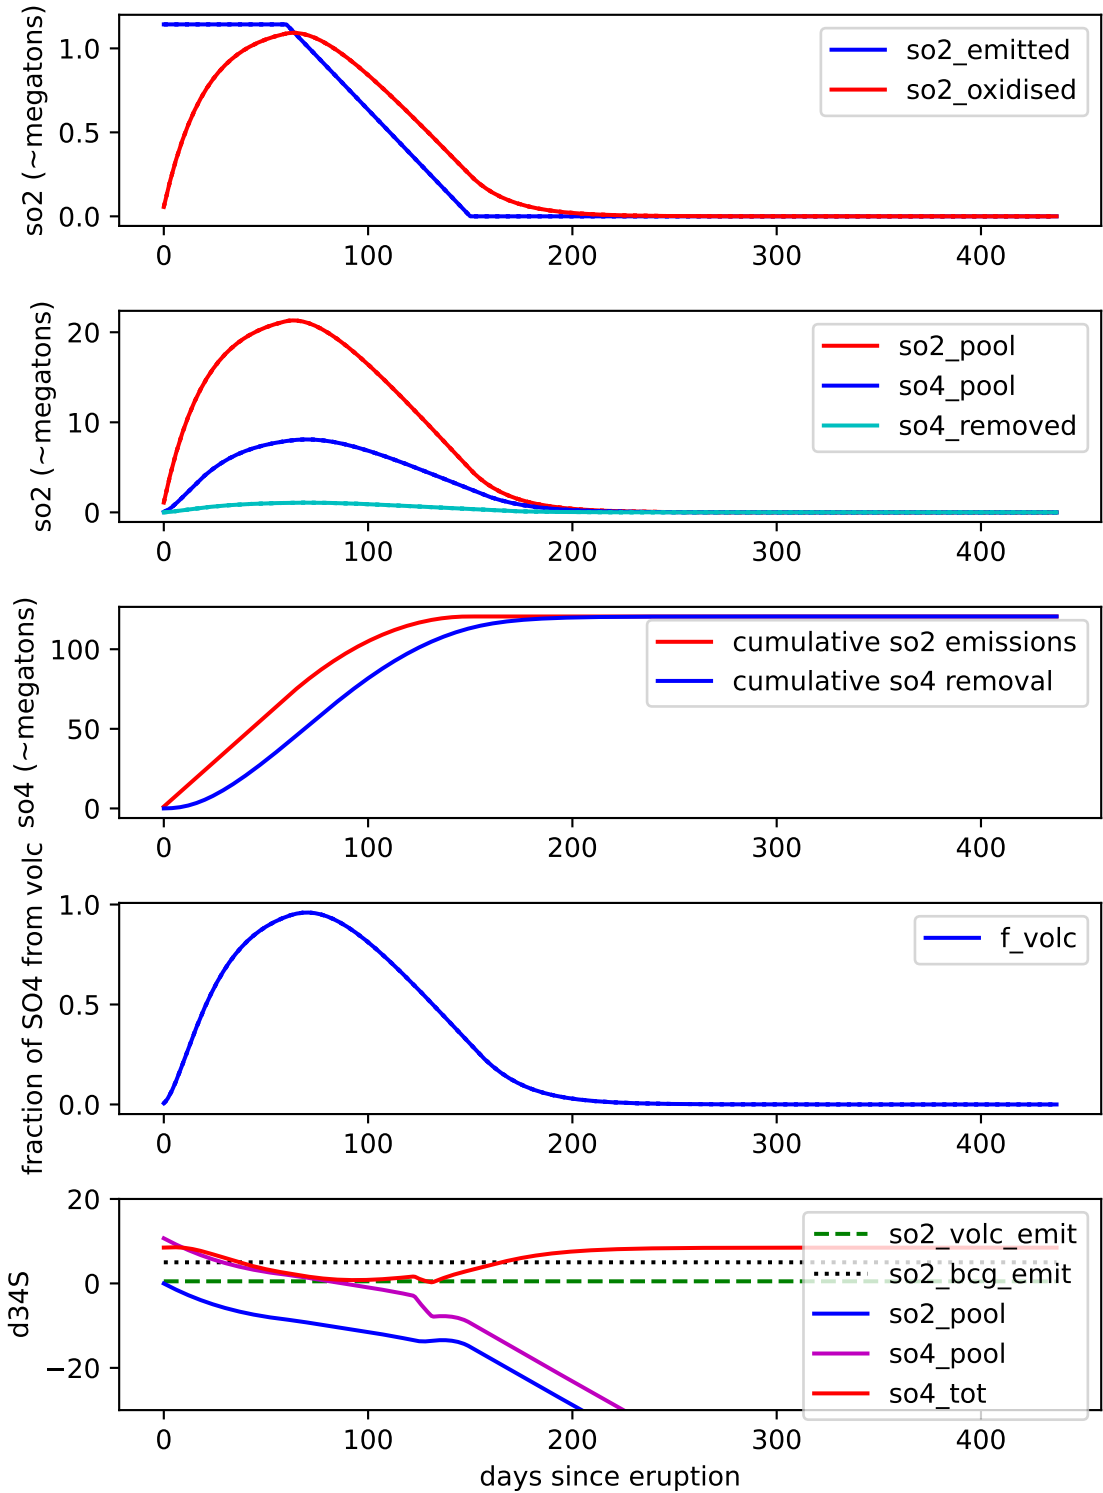 so2 (~megatons)
1.0
0.5
0.0
so2_emitted
so2_oxidised
0 100 200 300 400
so2 (~megatons)
20
10
0
so2_pool
so4_pool
so4_removed
0 100 200 300 400
so4 (~megatons)
100
50
0
cumulative so2 emissions
cumulative so4 removal
0 100 200 300 400
fraction of SO4 from volc
1.0
0.5
0.0
f_volc
0 100 200 300 400
d34S
20
0
−20
so2_volc_emit
so2_bcg_emit
so2_pool
so4_pool
so4_tot
0 100 200 300 400
days since eruption